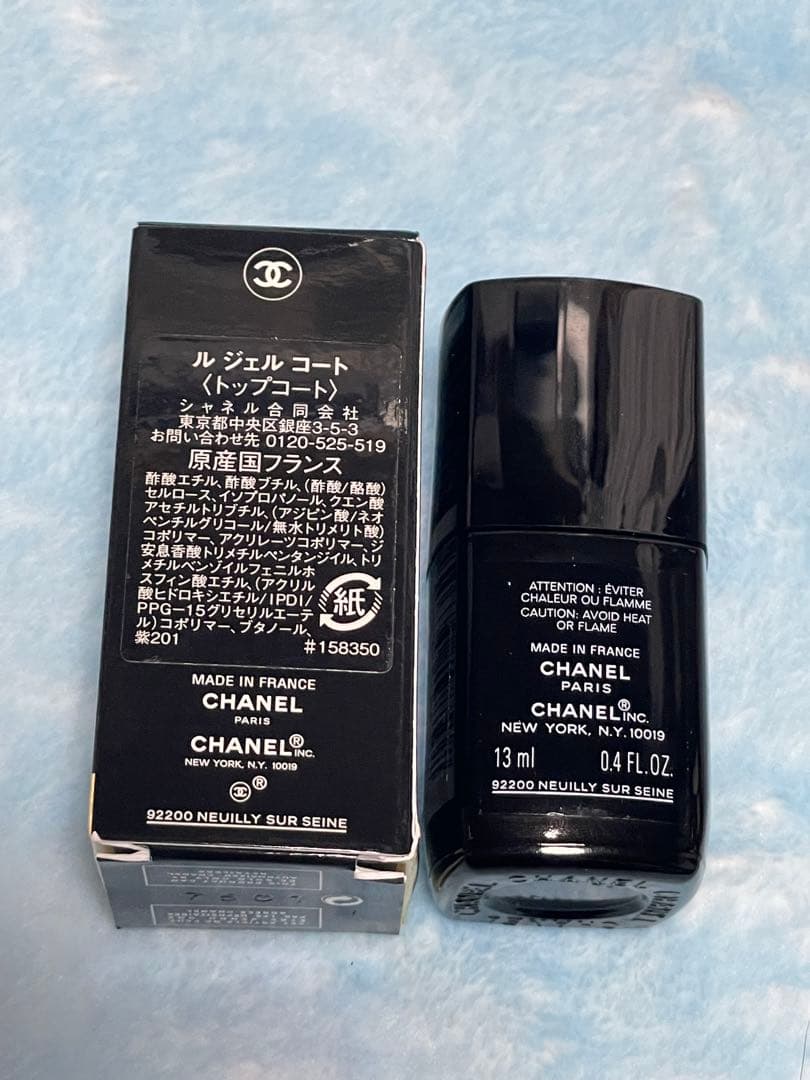 ル ジェル コート
〈トップコート〉
シャネル合同会社
東京都中央区銀座3-5-3
お問い合わせ先 0120-525-519
原産国フランス
酢酸エチル、酢酸ブチル、(酢酸/酪酸)
セルロース、イソプロパノール、クエン酸
アセチルトリブチル、(アジピン酸/ネオ
ペンチルグリコール/無水トリメリト酸)
コポリマー、アクリレーツコポリマー、ジ
安息香酸トリメチルペンタンジイル、トリ
メチルベンゾイルフェニルホ
スフィン酸エチル、(アクリル
酸ヒドロキシエチル/IPDI/
PPG-15グリセリルエーテ
ル)コポリマー、ブタノール、
紫201
紙
#158350
MADE IN FRANCE
CHANEL
PARIS
CHANEL® INC.
NEW YORK, N.Y. 10019
®
92200 NEUILLY SUR SEINE
ATTENTION : ÉVITER
CHALEUR OU FLAMME
CAUTION: AVOID HEAT
OR FLAME
MADE IN FRANCE
CHANEL
PARIS
CHANEL® INC.
NEW YORK, N.Y. 10019
13 ml 0.4 FL.OZ.
92200 NEUILLY SUR SEINE
CHANEL CHANEL